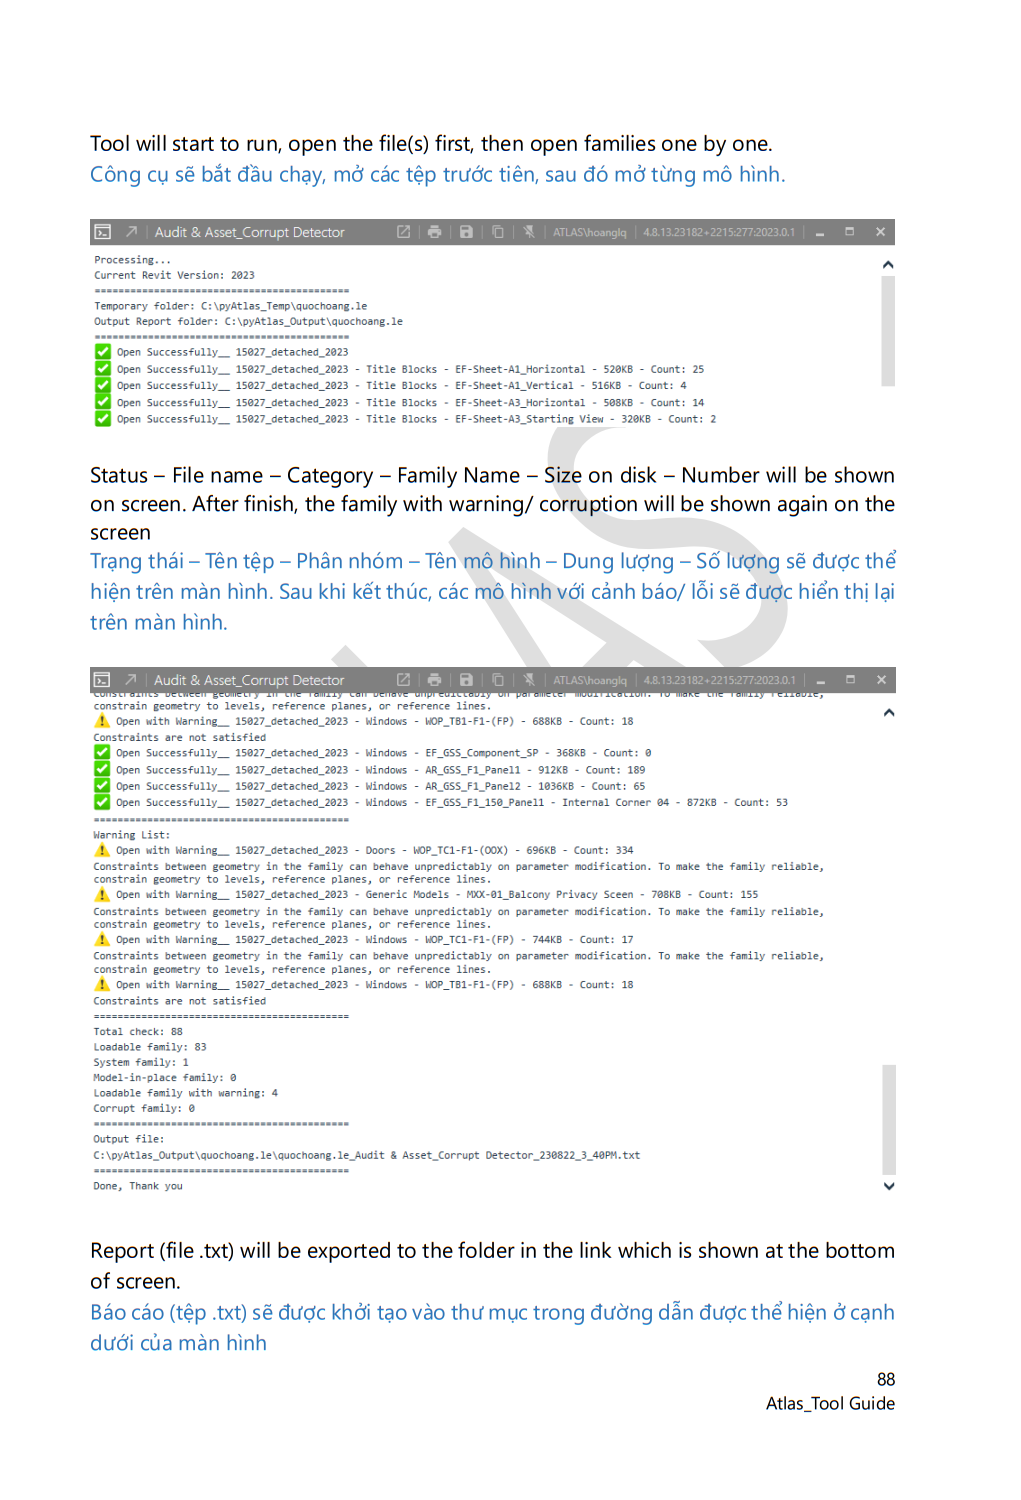 Tool will start to run, open the file(s) first, then open families one by one.
Công cụ sẽ bắt đầu chạy, mở các tệp trước tiên, sau đó mở từng mô hình.
Audit & Asset_Corrupt Detector
ATLAS\hoanglq
4.8.13.23182+2215:277:2023.0.1
Processing...
Current Revit Version: 2023
===========================================
Temporary folder: C:\pyAtlas_Temp\quochoang.le
Output Report folder: C:\pyAtlas_Output\quochoang.le
===========================================
Open Successfully__ 15027_detached_2023
Open Successfully__ 15027_detached_2023 - Title Blocks - EF-Sheet-A1_Horizontal - 520KB - Count: 25
Open Successfully__ 15027_detached_2023 - Title Blocks - EF-Sheet-A1_Vertical - 516KB - Count: 4
Open Successfully__ 15027_detached_2023 - Title Blocks - EF-Sheet-A3_Horizontal - 508KB - Count: 14
Open Successfully__ 15027_detached_2023 - Title Blocks - EF-Sheet-A3_Starting View - 320KB - Count: 2
Status – File name – Category – Family Name – Size on disk – Number will be shown
on screen. After finish, the family with warning/ corruption will be shown again on the
screen
Trạng thái – Tên tệp – Phân nhóm – Tên mô hình – Dung lượng – Số lượng sẽ được thể
hiện trên màn hình. Sau khi kết thúc, các mô hình với cảnh báo/ lỗi sẽ được hiển thị lại
trên màn hình.
Audit & Asset_Corrupt Detector
ATLAS\hoanglq
4.8.13.23182+2215:277:2023.0.1
Constraints between geometry in the family can behave unpredictably on parameter modification. To make the family reliable,
constrain geometry to levels, reference planes, or reference lines.
Open with Warning__ 15027_detached_2023 - Windows - WOP_TB1-F1-(FP) - 688KB - Count: 18
Constraints are not satisfied
Open Successfully__ 15027_detached_2023 - Windows - EF_GSS_Component_SP - 368KB - Count: 0
Open Successfully__ 15027_detached_2023 - Windows - AR_GSS_F1_Panel1 - 912KB - Count: 189
Open Successfully__ 15027_detached_2023 - Windows - AR_GSS_F1_Panel2 - 1036KB - Count: 65
Open Successfully__ 15027_detached_2023 - Windows - EF_GSS_F1_150_Panel1 - Internal Corner 04 - 872KB - Count: 53
===========================================
Warning List:
Open with Warning__ 15027_detached_2023 - Doors - WOP_TC1-F1-(OOX) - 696KB - Count: 334
Constraints between geometry in the family can behave unpredictably on parameter modification. To make the family reliable,
constrain geometry to levels, reference planes, or reference lines.
Open with Warning__ 15027_detached_2023 - Generic Models - MXX-01_Balcony Privacy Sceen - 708KB - Count: 155
Constraints between geometry in the family can behave unpredictably on parameter modification. To make the family reliable,
constrain geometry to levels, reference planes, or reference lines.
Open with Warning__ 15027_detached_2023 - Windows - WOP_TC1-F1-(FP) - 744KB - Count: 17
Constraints between geometry in the family can behave unpredictably on parameter modification. To make the family reliable,
constrain geometry to levels, reference planes, or reference lines.
Open with Warning__ 15027_detached_2023 - Windows - WOP_TB1-F1-(FP) - 688KB - Count: 18
Constraints are not satisfied
===========================================
Total check: 88
Loadable family: 83
System family: 1
Model-in-place family: 0
Loadable family with warning: 4
Corrupt family: 0
===========================================
Output file:
C:\pyAtlas_Output\quochoang.le\quochoang.le_Audit & Asset_Corrupt Detector_230822_3_40PM.txt
===========================================
Done, Thank you
Report (file .txt) will be exported to the folder in the link which is shown at the bottom
of screen.
Báo cáo (tệp .txt) sẽ được khởi tạo vào thư mục trong đường dẫn được thể hiện ở cạnh
dưới của màn hình
88
Atlas_Tool Guide